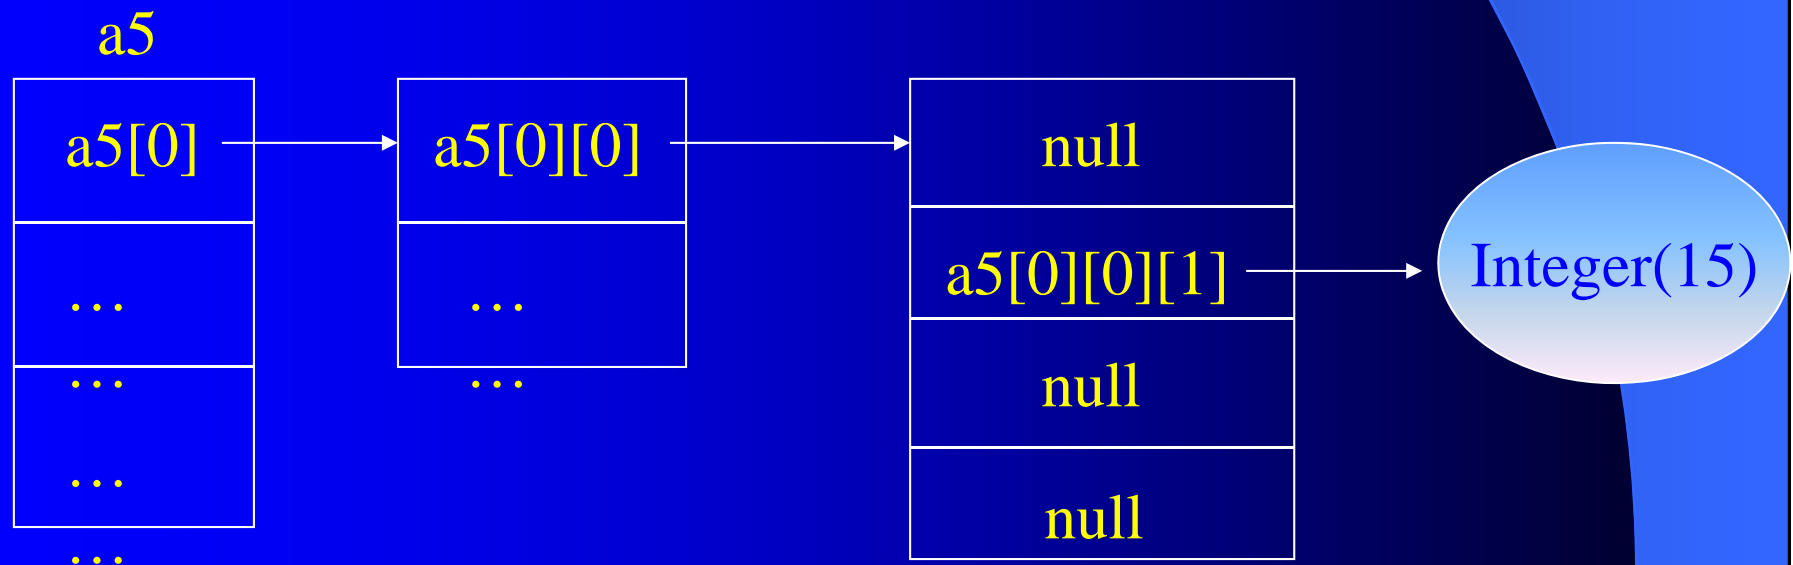 a5
a5[0]
…
…
…
…
a5[0][0]
…
…
null
a5[0][0][1]
null
null
Integer(15)